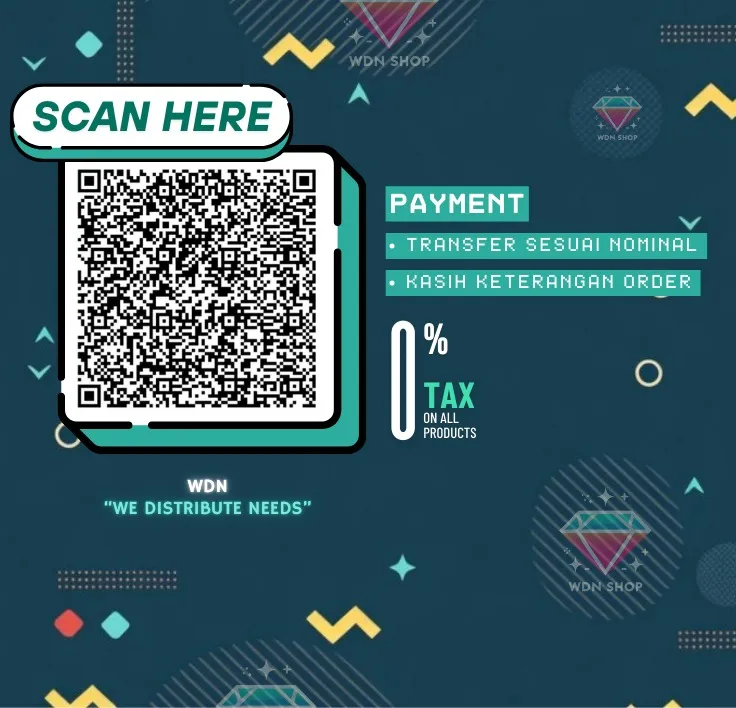 WDN SHOP
WDN SHOP
SCAN HERE
PAYMENT
• TRANSFER SESUAI NOMINAL
• KASIH KETERANGAN ORDER
0%
TAX
ON ALL
PRODUCTS
WDN
"WE DISTRIBUTE NEEDS"
WDN SHOP